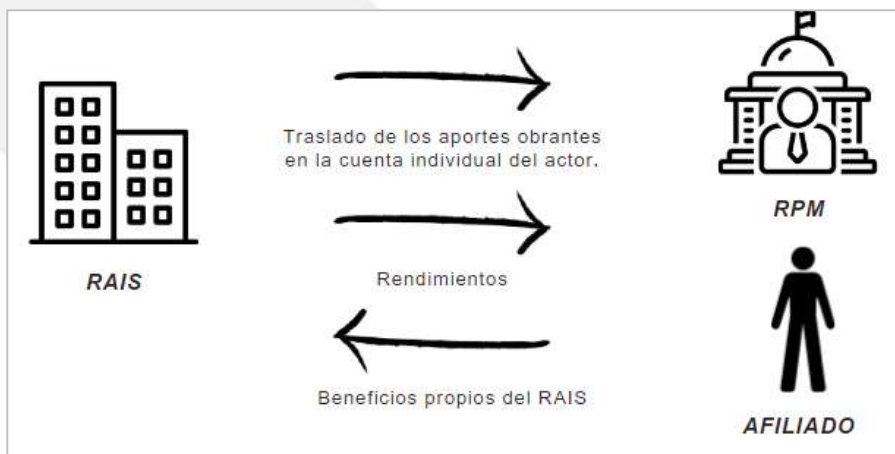 Traslado de los aportes obrantes
en la cuenta individual del actor.
RPM
RAIS
Rendimientos
Beneficios propios del RAIS
AFILIADO